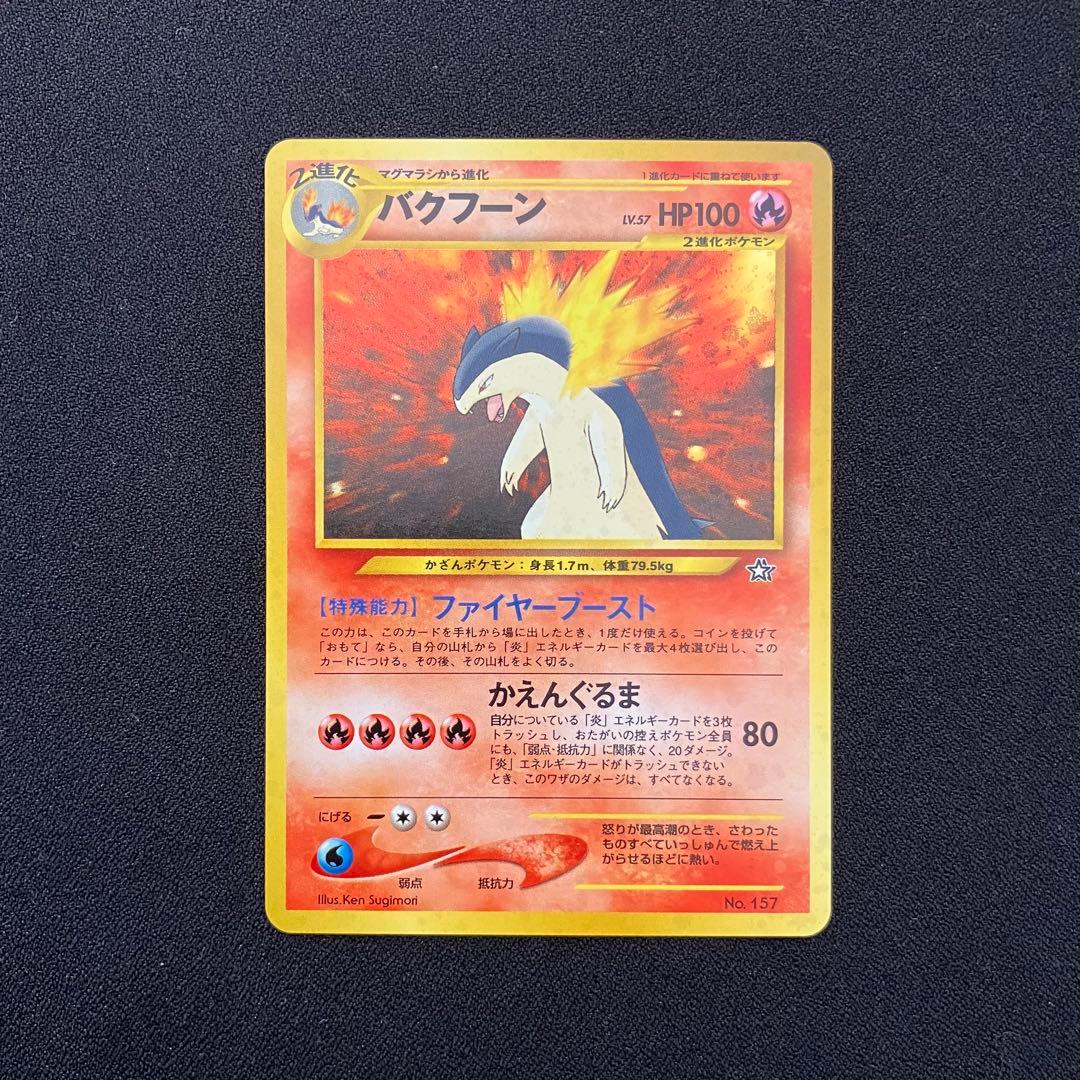 2進化
マグマラシから進化
1進化カードに重ねて使います
バクフーン
LV.57 HP100
2進化ポケモン
かざんポケモン：身長1.7m、体重79.5kg
【特殊能力】 ファイヤーブースト
この力は、このカードを手札から場に出したとき、1度だけ使える。コインを投げて
「おもて」なら、自分の山札から「炎」エネルギーカードを最大4枚選び出し、この
カードにつける。その後、その山札をよく切る。
かえんぐるま
自分についている「炎」エネルギーカードを3枚
トラッシュし、おたがいの控えポケモン全員
にも、「弱点・抵抗力」に関係なく、20ダメージ。
「炎」エネルギーカードがトラッシュできない
とき、このワザのダメージは、すべてなくなる。
80
にげる
弱点
抵抗力
怒りが最高潮のとき、さわった
ものすべていっしゅんで燃え上
がらせるほどに熱い。
Illus.Ken Sugimori
No. 157